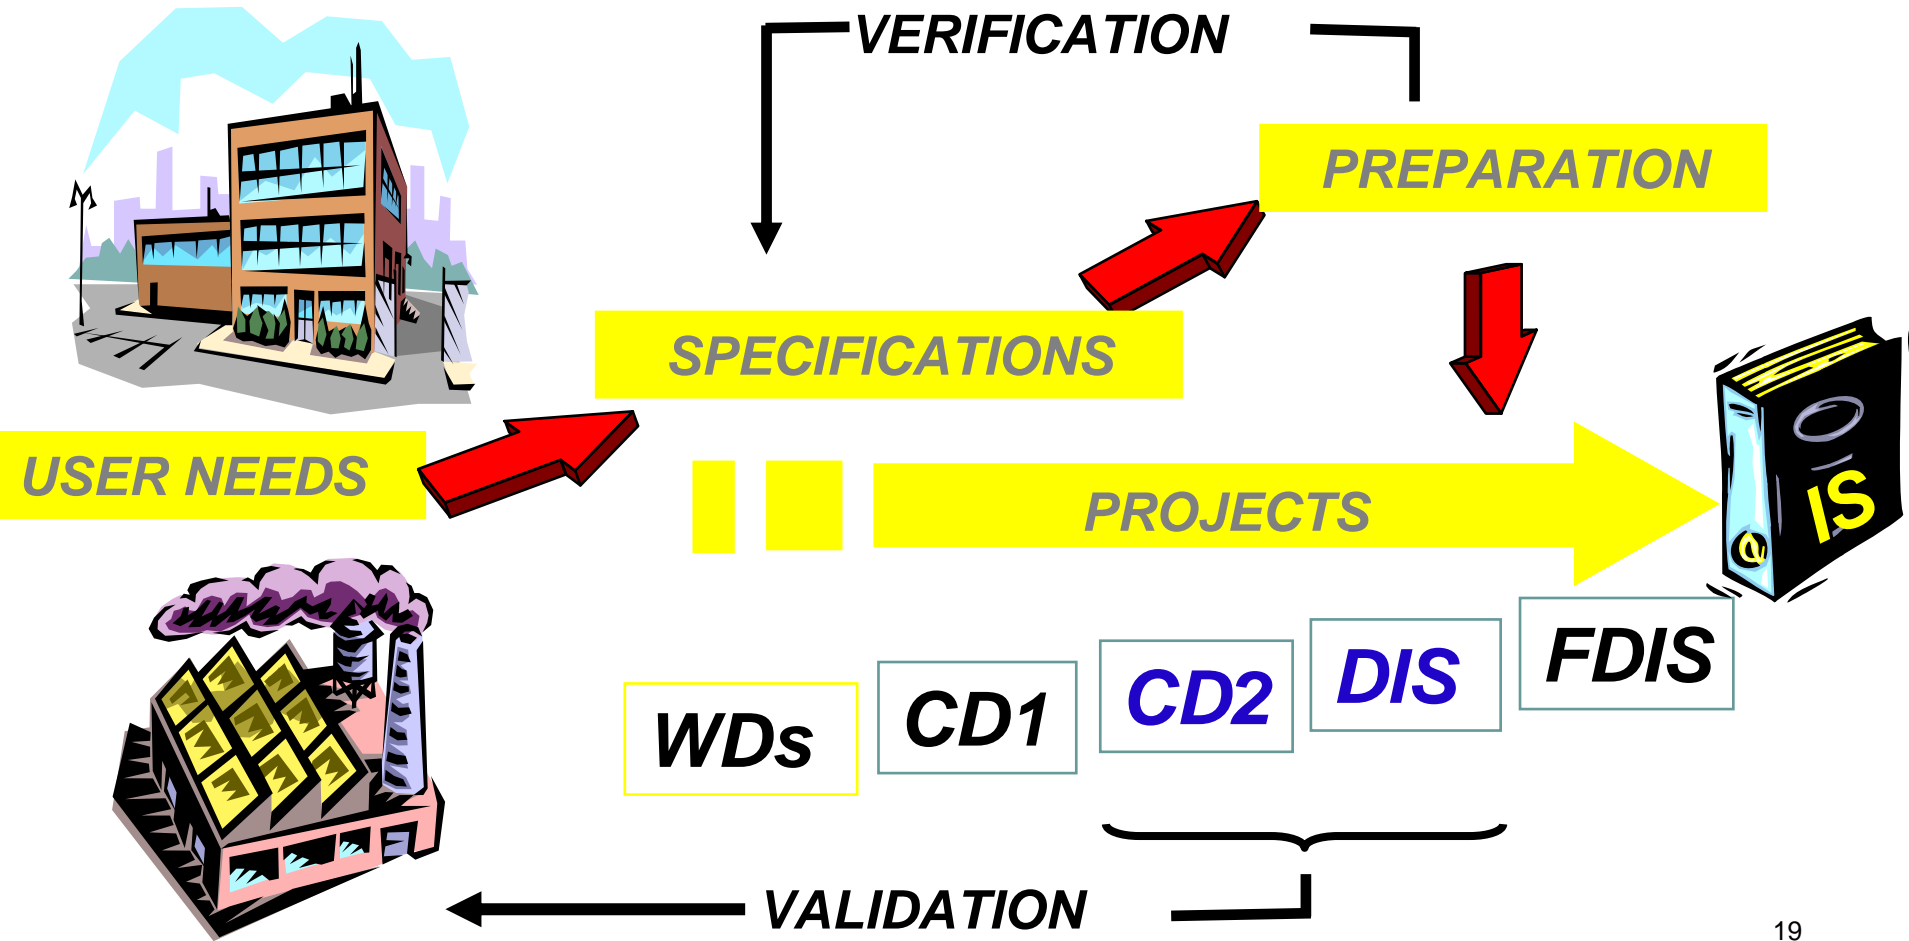 VERIFICATION
PREPARATION
SPECIFICATIONS
USER NEEDS
PROJECTS
IS
Q
WDs
CD1
CD2
DIS
FDIS
VALIDATION
19